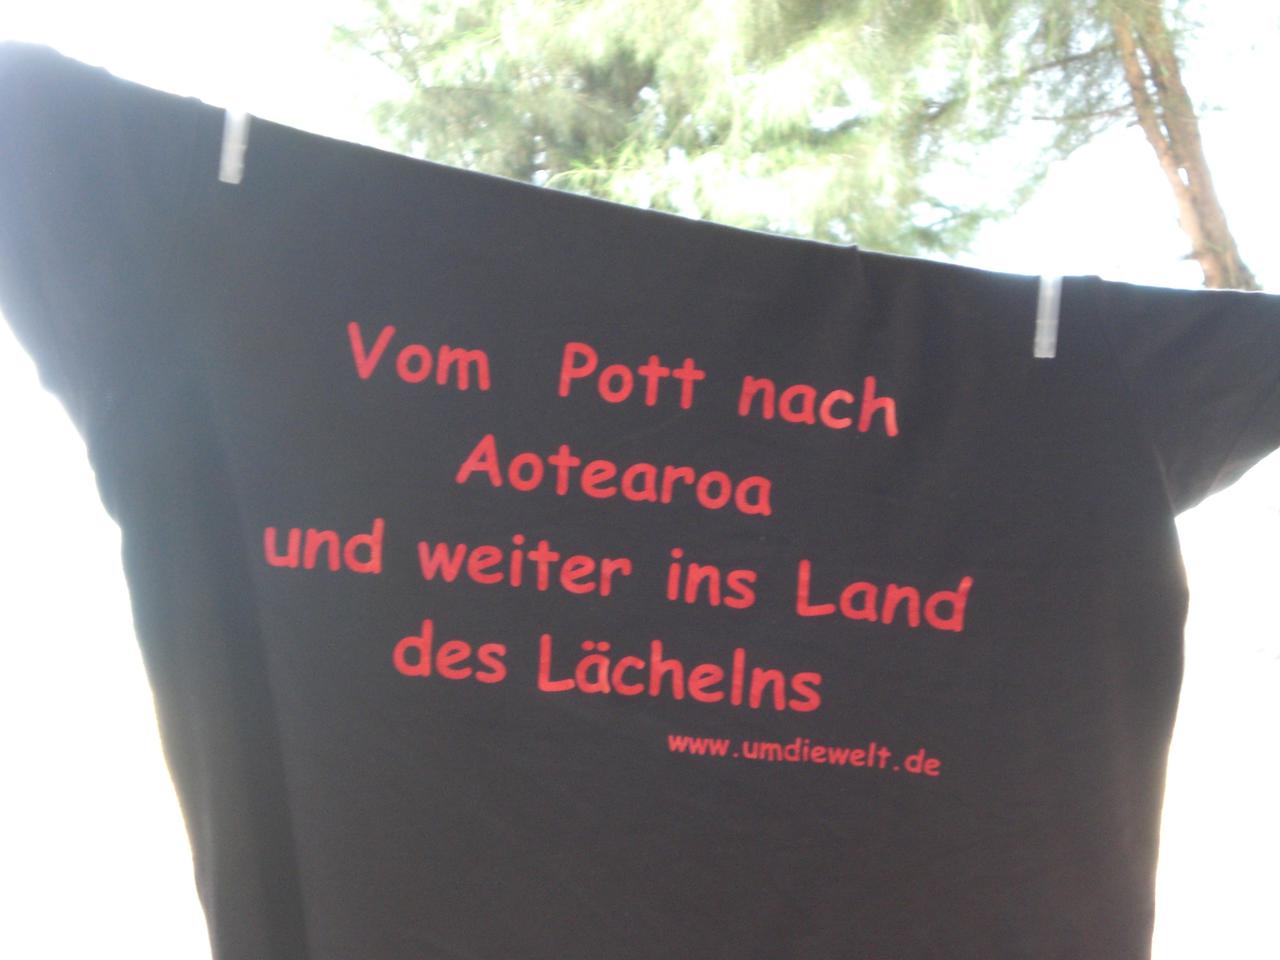 Vom Pott nach
Aotearoa
und weiter ins Land
des Lächelns
www.umdiewelt.de